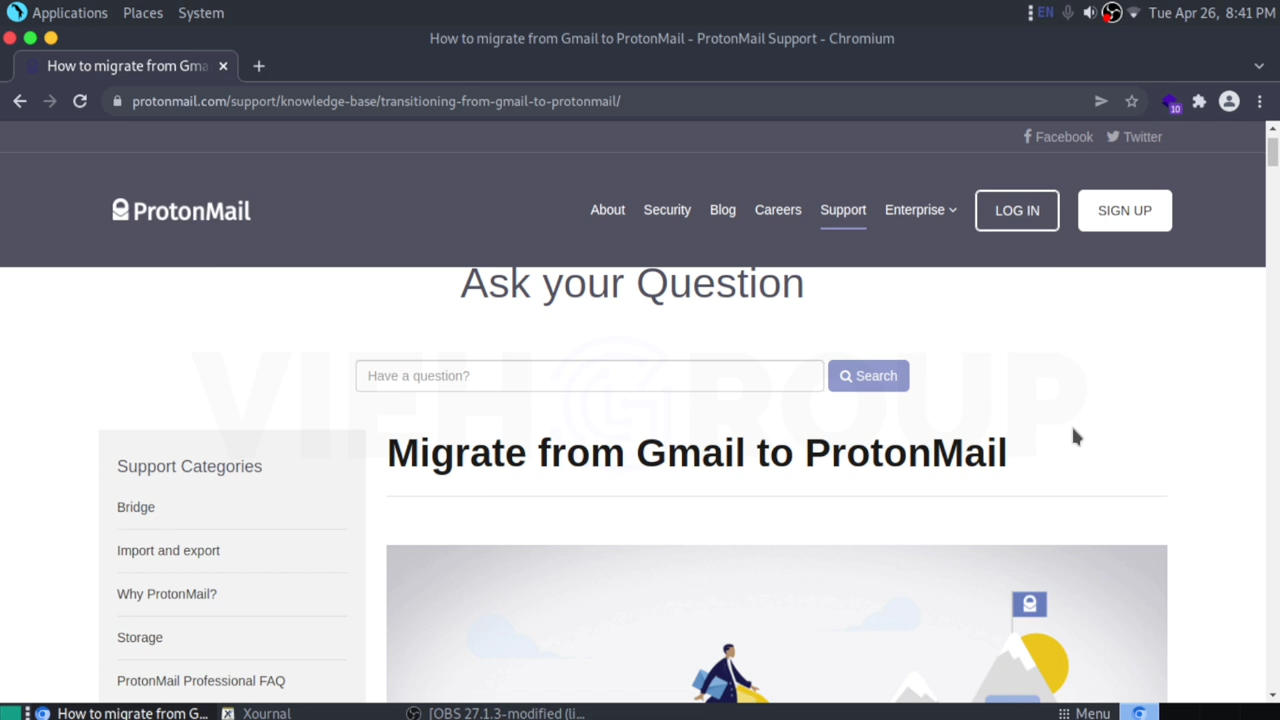 Applications Places System
EN Tue Apr 26, 8:41 PM
How to migrate from Gmail to ProtonMail - ProtonMail Support - Chromium
How to migrate from Gma
protonmail.com/support/knowledge-base/transitioning-from-gmail-to-protonmail/
10
Facebook Twitter
ProtonMail
About Security Blog Careers Support Enterprise LOG IN SIGN UP
Ask your Question
Have a question? Search
VIEH GROUP
Migrate from Gmail to ProtonMail
Support Categories
Bridge
Import and export
Why ProtonMail?
Storage
ProtonMail Professional FAQ
How to migrate from G... Xournal [OBS 27.1.3-modified (li... Menu